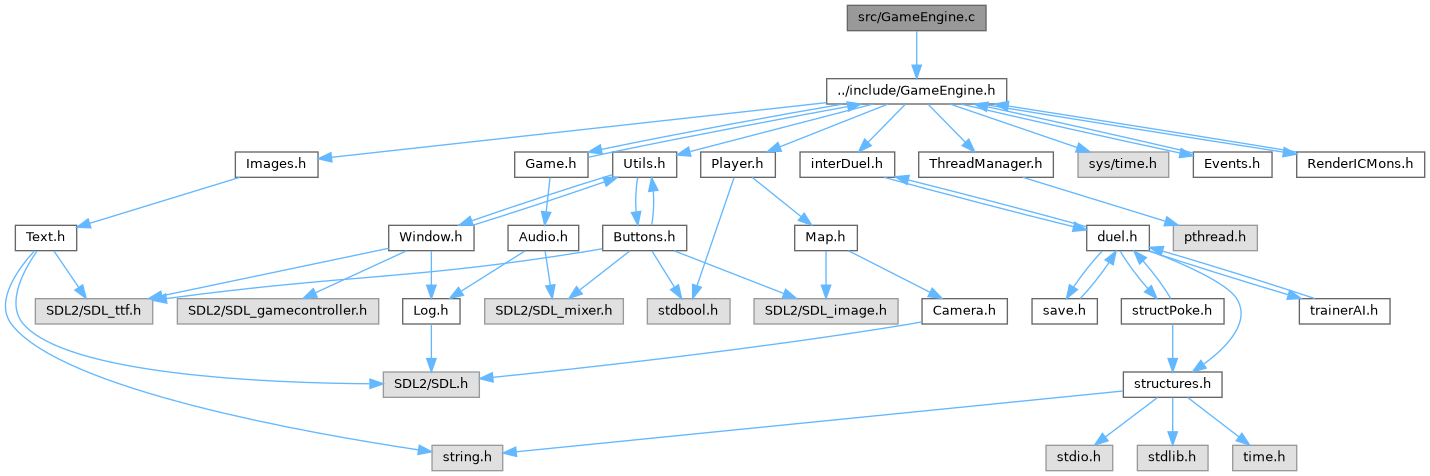 src/GameEngine.c
../include/GameEngine.h
Images.h
Game.h
Utils.h
Player.h
interDuel.h
ThreadManager.h
sys/time.h
Events.h
RenderICMons.h
Text.h
Window.h
Audio.h
Buttons.h
Map.h
duel.h
pthread.h
SDL2/SDL_ttf.h
SDL2/SDL_gamecontroller.h
Log.h
SDL2/SDL_mixer.h
stdbool.h
SDL2/SDL_image.h
Camera.h
save.h
structPoke.h
trainerAI.h
SDL2/SDL.h
structures.h
string.h
stdio.h
stdlib.h
time.h